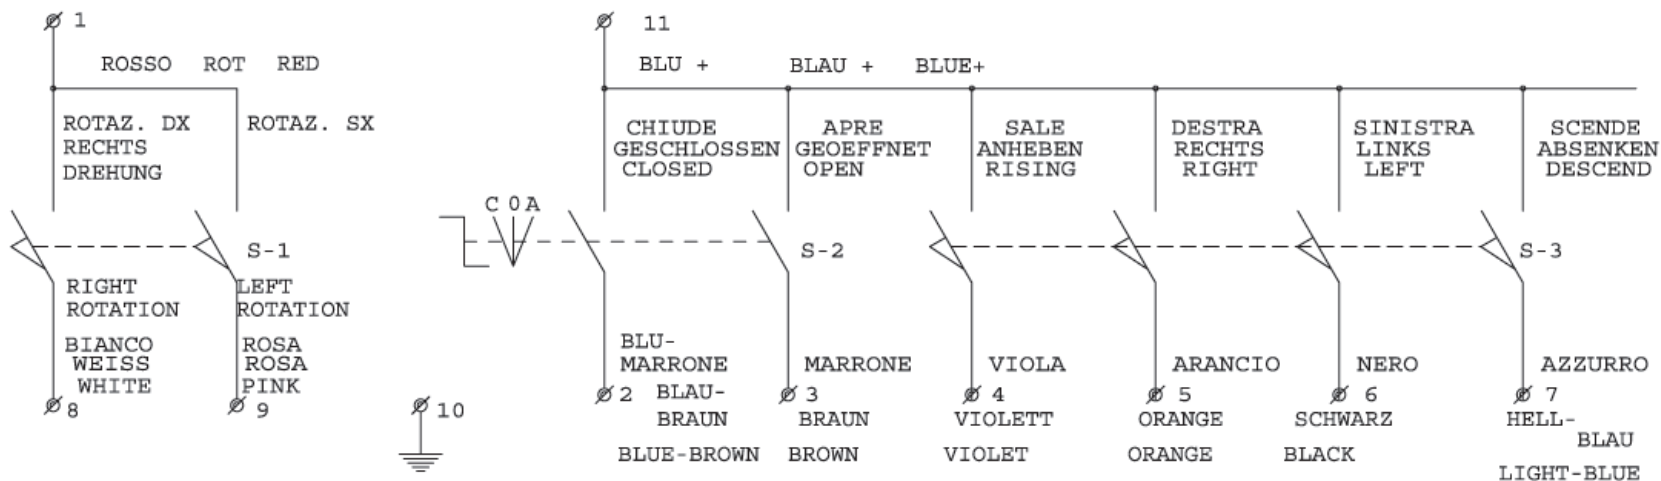 1
11
ROSSO ROT RED
BLU + BLAU + BLUE+
ROTAZ. DX
RECHTS
DREHUNG
ROTAZ. SX
CHIUDE
GESCHLOSSEN
CLOSED
APRE
GEOEFFNET
OPEN
SALE
ANHEBEN
RISING
DESTRA
RECHTS
RIGHT
SINISTRA
LINKS
LEFT
SCENDE
ABSENKEN
DESCEND
C 0 A
S-1
S-2
S-3
RIGHT
ROTATION
LEFT
ROTATION
BIANCO
WEISS
WHITE
8
ROSA
ROSA
PINK
9
10
BLU-
MARRONE
2 BLAU-
BRAUN
BLUE-BROWN
MARRONE
3
BRAUN
BROWN
VIOLA
4
VIOLETT
VIOLET
ARANCIO
5
ORANGE
ORANGE
NERO
6
SCHWARZ
BLACK
AZZURRO
7
HELL-
BLAU
LIGHT-BLUE